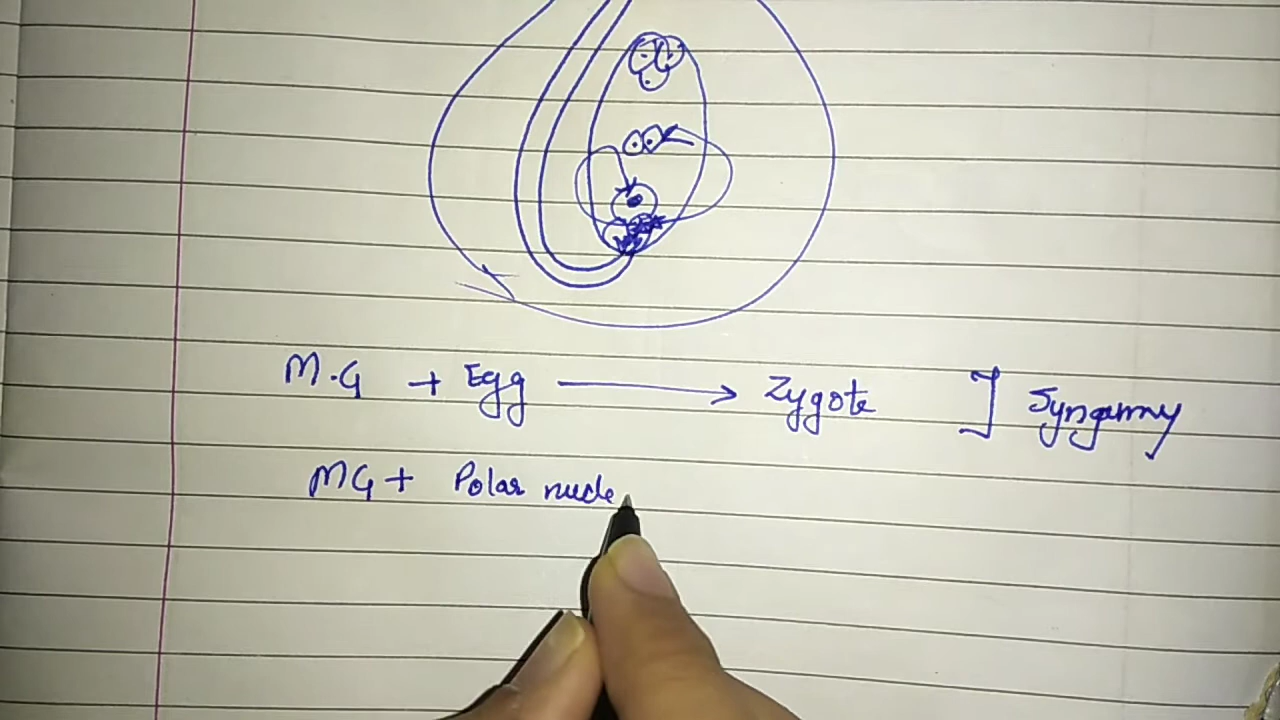 M.G + Egg → Zygote ] Syngamy
MG + Polar nucle